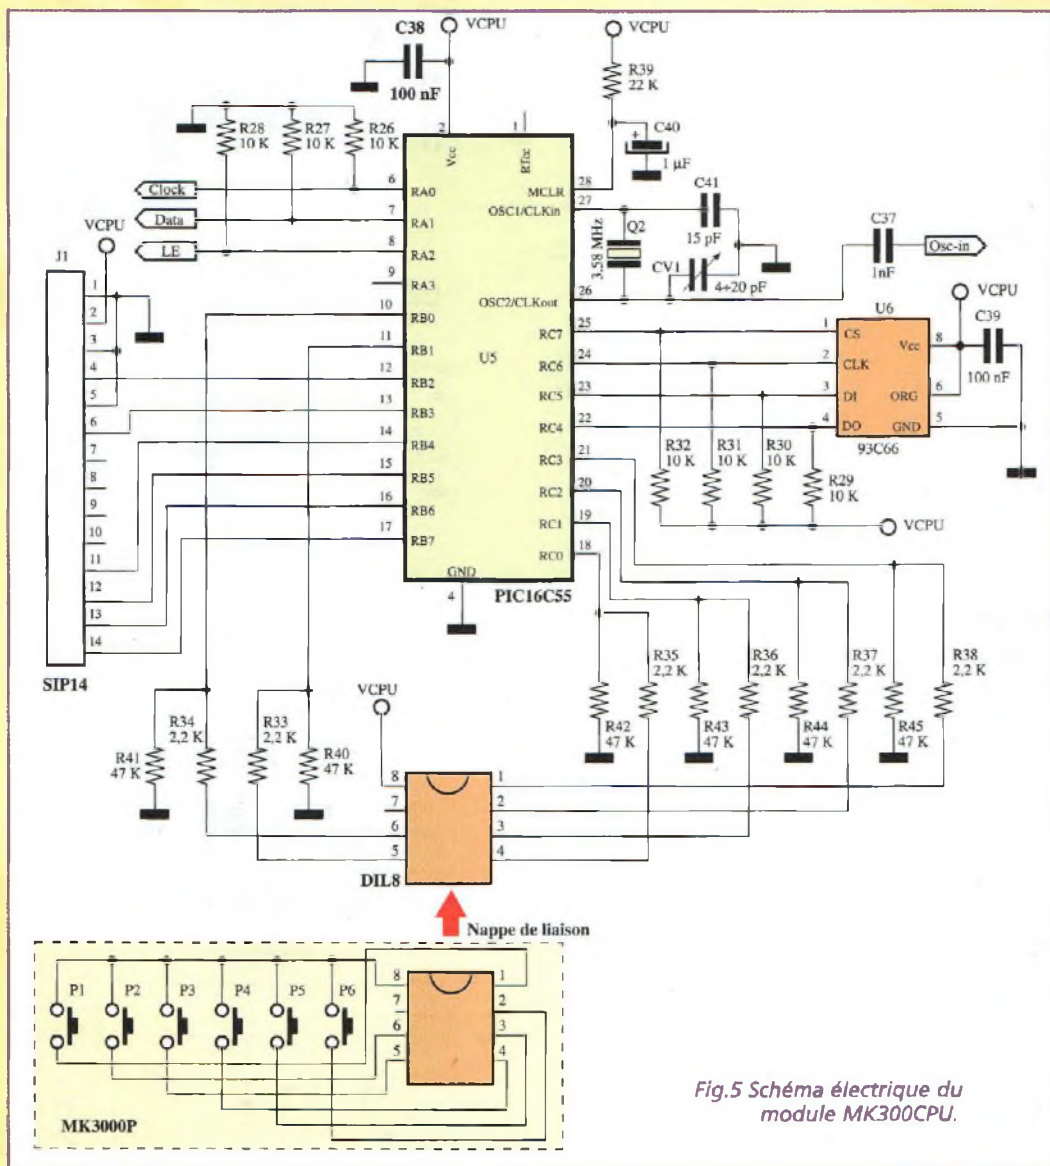 C38
100 nF
VCPU
VCPU
R39
22 K
C40
+
1 µF
R28
10 K
R27
10 K
R26
10 K
2
Vcc
1
RTcc
Clock
Data
LE
6
RA0
7
RA1
8
RA2
9
RA3
10
RB0
11
RB1
12
RB2
13
RB3
14
RB4
15
RB5
16
RB6
17
RB7
MCLR
28
OSC1/CLKin
27
OSC2/CLKout
26
RC7
25
RC6
24
RC5
23
RC4
22
RC3
21
RC2
20
RC1
19
RC0
18
U5
GND
4
PIC16C55
3.58 MHz
Q2
C41
15 pF
CV1
4÷20 pF
C37
1nF
Osc-in
VCPU
U6
1
CS
2
CLK
3
DI
4
DO
Vcc
8
ORG
6
GND
5
93C66
C39
100 nF
R32
10 K
R31
10 K
R30
10 K
R29
10 K
VCPU
VCPU
J1
1
2
3
4
5
6
7
8
9
10
11
12
13
14
SIP14
R41
47 K
R34
2,2 K
R33
2,2 K
R40
47 K
VCPU
R42
47 K
R35
2,2 K
R43
47 K
R36
2,2 K
R44
47 K
R37
2,2 K
R45
47 K
R38
2,2 K
8
7
6
5
1
2
3
4
DIL8
Nappe de liaison
P1
P2
P3
P4
P5
P6
8
7
6
5
1
2
3
4
MK3000P
Fig.5 Schéma électrique du
module MK300CPU.